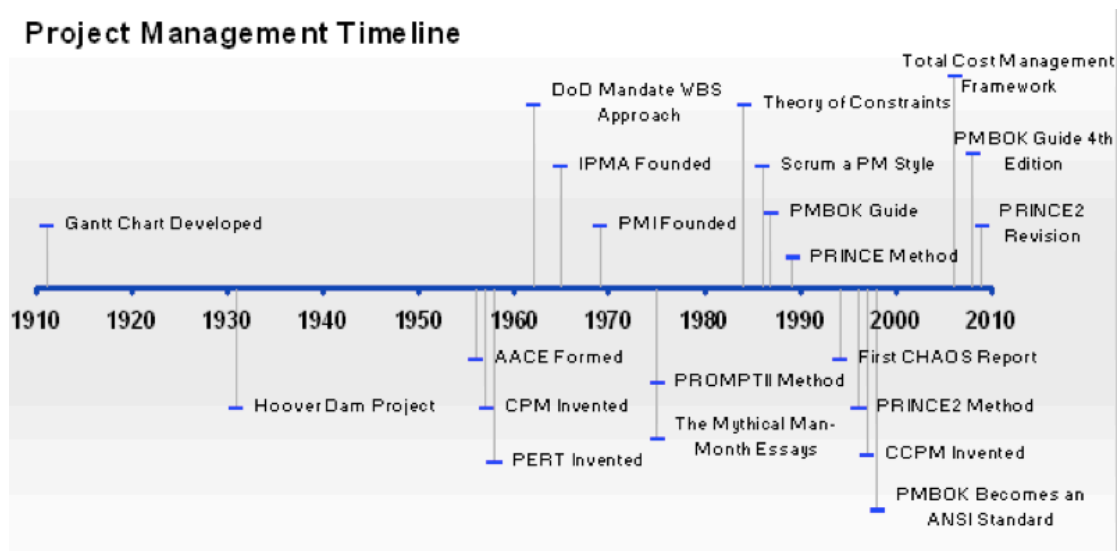 Project Management Timeline
Total Cost Management
Framework
DoD Mandate WBS
Approach
Theory of Constraints
PMBOK Guide 4th
Edition
IPMA Founded
Scrum a PM Style
Gantt Chart Developed
PMI Founded
PMBOK Guide
PRINCE2
Revision
PRINCE Method
1910 1920 1930 1940 1950 1960 1970 1980 1990 2000 2010
AACE Formed
First CHAOS Report
PROMPTII Method
Hoover Dam Project
CPM Invented
PRINCE2 Method
The Mythical Man-
Month Essays
PERT Invented
CCPM Invented
PMBOK Becomes an
ANSI Standard